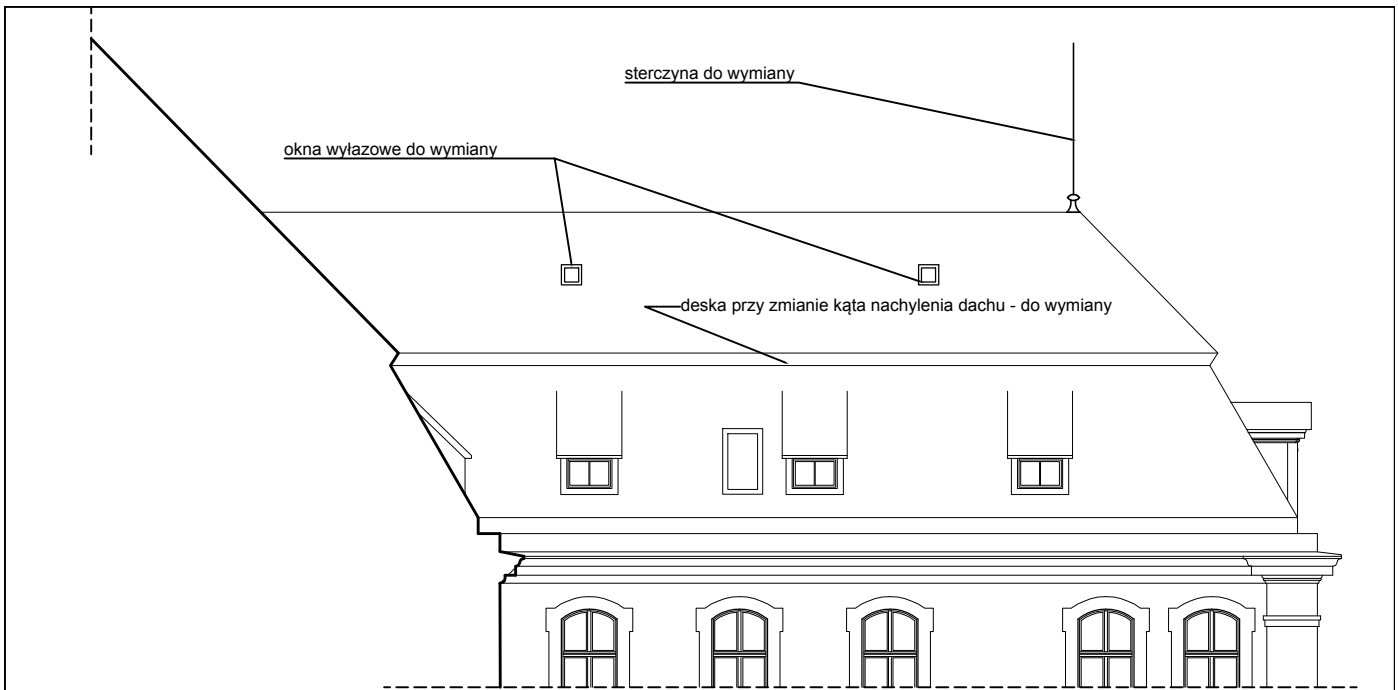 sterczyna do wymiany
okna wyłazowe do wymiany
deska przy zmianie kąta nachylenia dachu - do wymiany